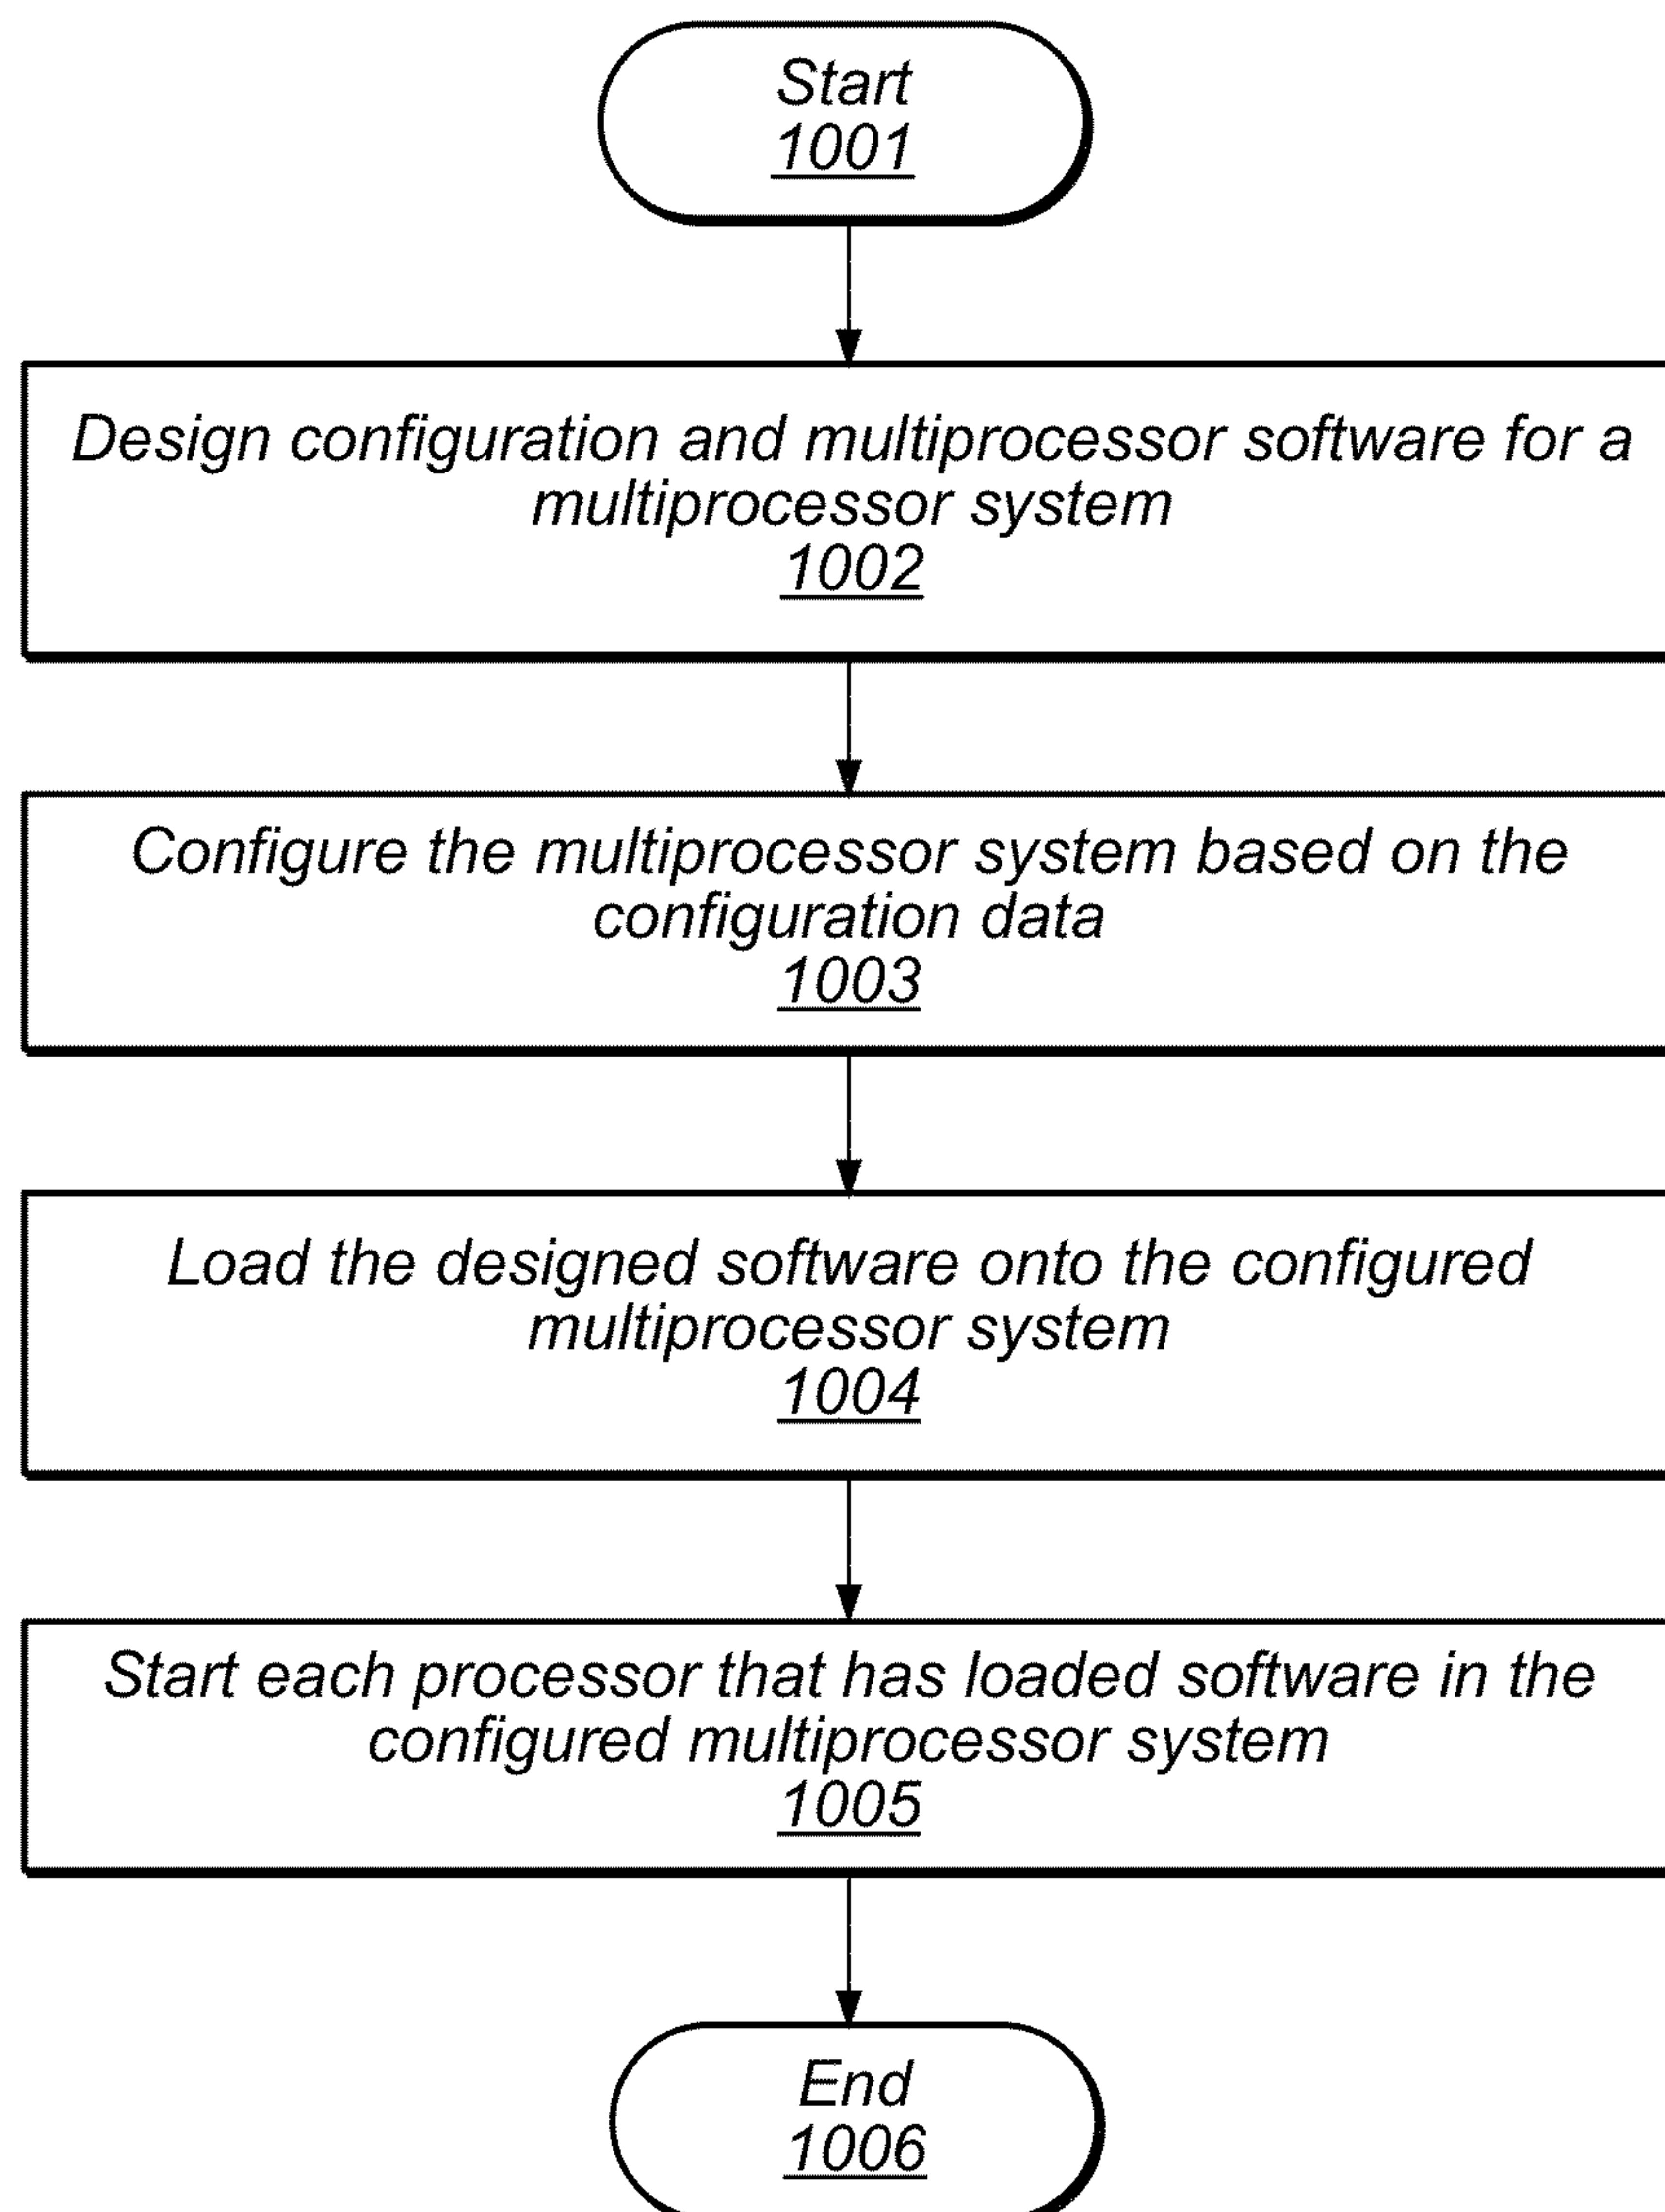 Start
1001
Design configuration and multiprocessor software for a
multiprocessor system
1002
Configure the multiprocessor system based on the
configuration data
1003
Load the designed software onto the configured
multiprocessor system
1004
Start each processor that has loaded software in the
configured multiprocessor system
1005
End
1006